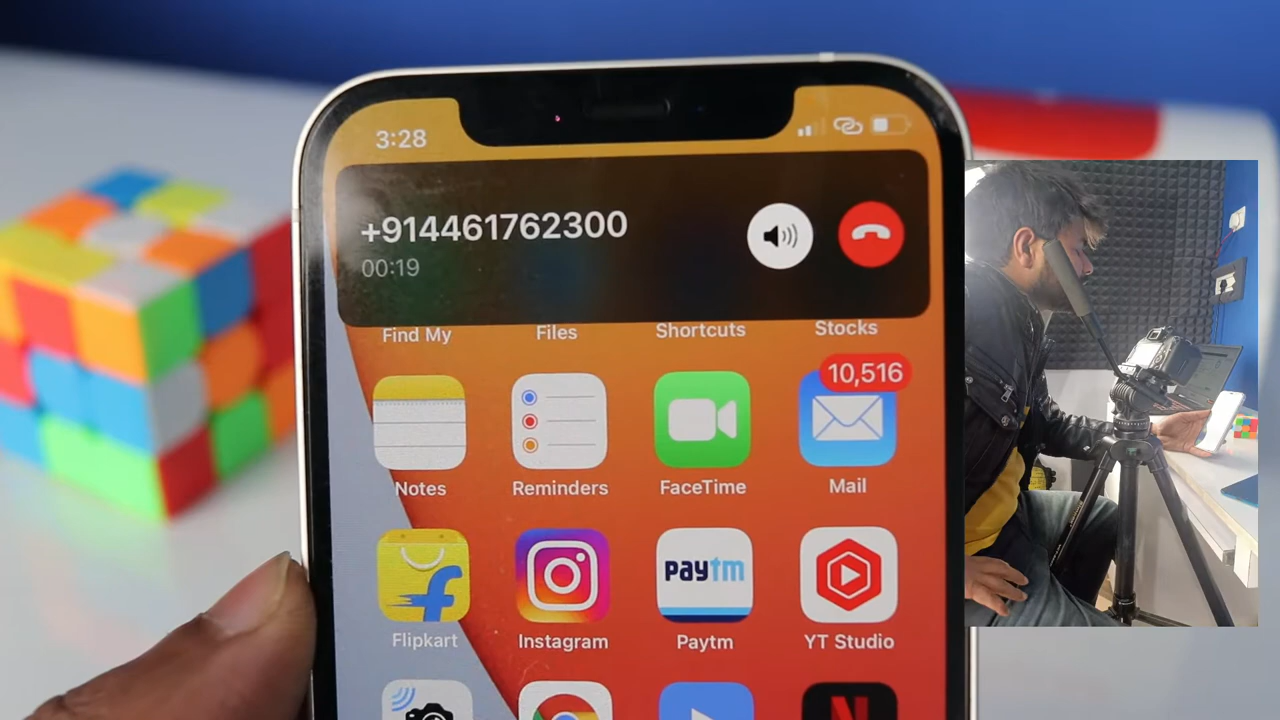 3:28
+914461762300
00:19
Find My
Files
Shortcuts
Stocks
10,516
Notes
Reminders
FaceTime
Mail
paytm
Flipkart
Instagram
Paytm
YT Studio